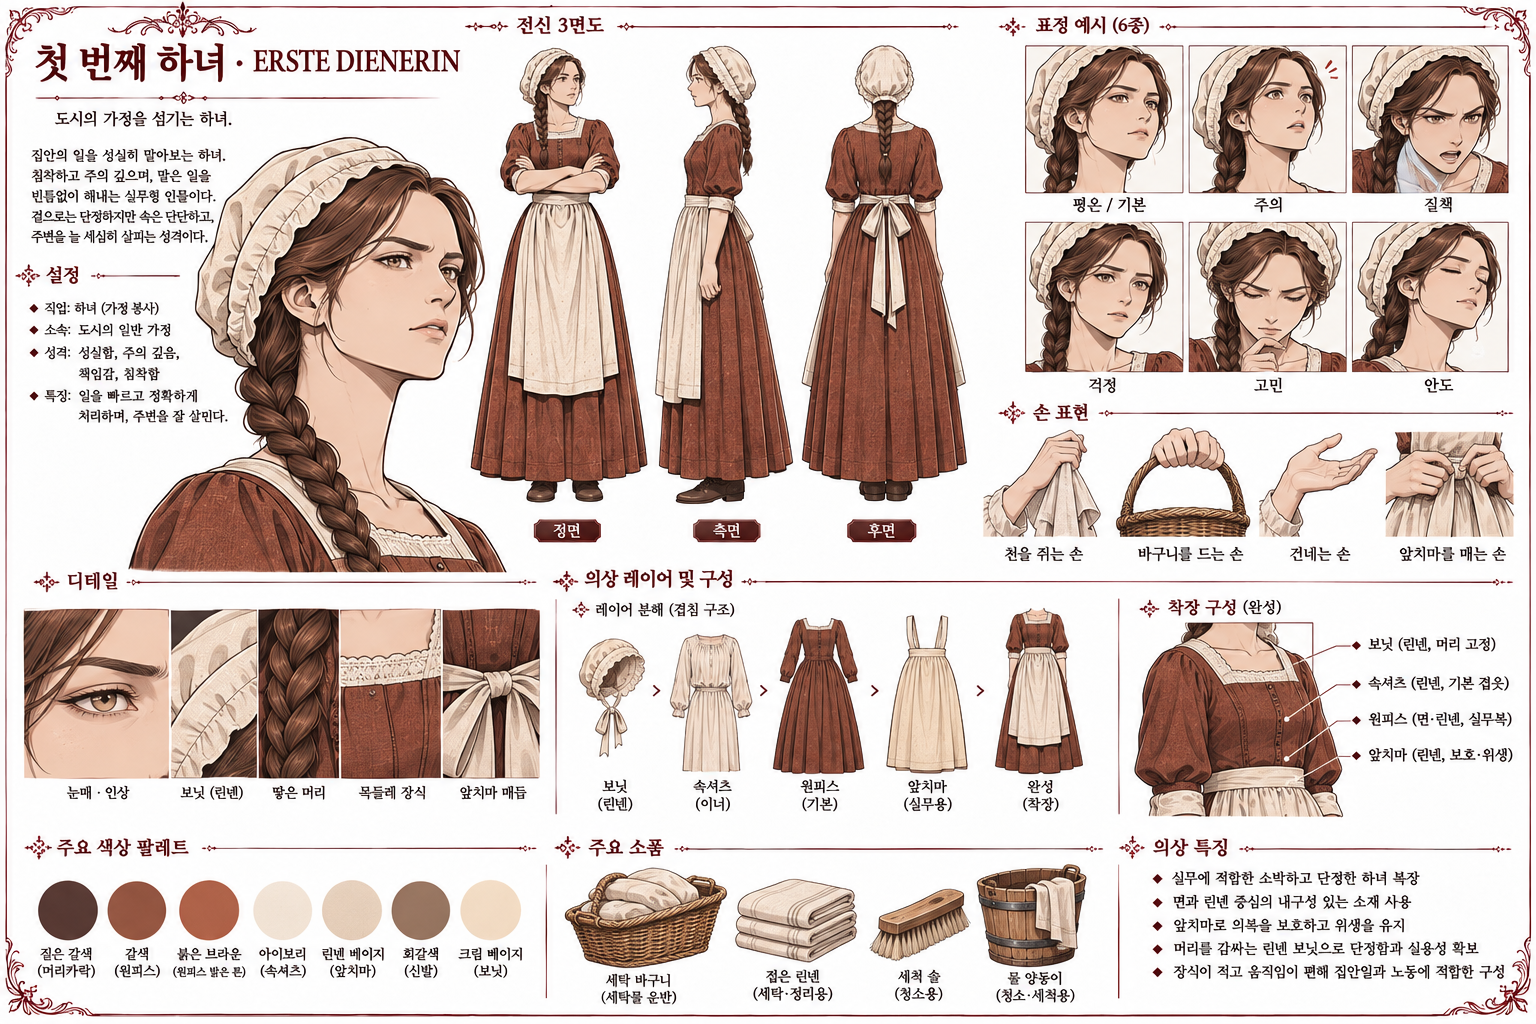 첫 번째 하녀 · ERSTE DIENERIN
도시의 가정을 섬기는 하녀.
집안의 일을 성실히 맡아보는 하녀.
침착하고 주의 깊으며, 맡은 일을
빈틈없이 해내는 실무형 인물이다.
겉으로는 단정하지만 속은 단단하고,
주변을 늘 세심히 살피는 성격이다.
설정
◆ 직업: 하녀 (가정 봉사)
◆ 소속: 도시의 일반 가정
◆ 성격: 성실함, 주의 깊음,
책임감, 침착함
◆ 특징: 일을 빠르고 정확하게
처리하며, 주변을 잘 살핀다.
전신 3면도
정면
측면
후면
표정 예시 (6종)
평온 / 기본
주의
질책
걱정
고민
안도
손 표현
천을 쥐는 손
바구니를 드는 손
건네는 손
앞치마를 매는 손
디테일
눈매 · 인상
보닛 (린넨)
땋은 머리
목들레 장식
앞치마 매듭
의상 레이어 및 구성
레이어 분해 (겹침 구조)
보닛
(린넨)
속셔츠
(이너)
원피스
(기본)
앞치마
(실무용)
완성
(착장)
착장 구성 (완성)
◆ 보닛 (린넨, 머리 고정)
◆ 속셔츠 (린넨, 기본 겹옷)
◆ 원피스 (면·린넨, 실무복)
◆ 앞치마 (린넨, 보호·위생)
주요 색상 팔레트
짙은 갈색
(머리카락)
갈색
(원피스)
붉은 브라운
(원피스 밝은 톤)
아이보리
(속셔츠)
린넨 베이지
(앞치마)
회갈색
(신발)
크림 베이지
(보닛)
주요 소품
세탁 바구니
(세탁물 운반)
접은 린넨
(세탁·정리용)
세척 솔
(청소용)
물 양동이
(청소·세척용)
의상 특징
◆ 실무에 적합한 소박하고 단정한 하녀 복장
◆ 면과 린넨 중심의 내구성 있는 소재 사용
◆ 앞치마로 의복을 보호하고 위생을 유지
◆ 머리를 감싸는 린넨 보닛으로 단정함과 실용성 확보
◆ 장식이 적고 움직임이 편해 집안일과 노동에 적합한 구성